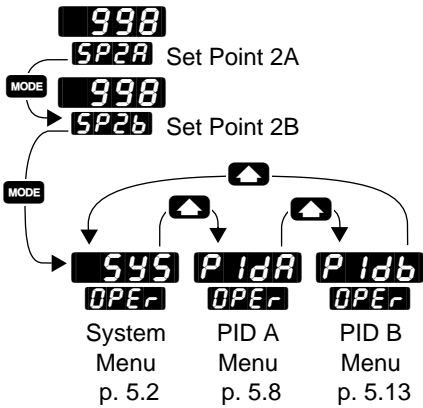 998
SP2A Set Point 2A
MODE
998
SP2b Set Point 2B
MODE
SYS PIdA PIdb
OPEr OPEr OPEr
System PID A PID B
Menu Menu Menu
p. 5.2 p. 5.8 p. 5.13